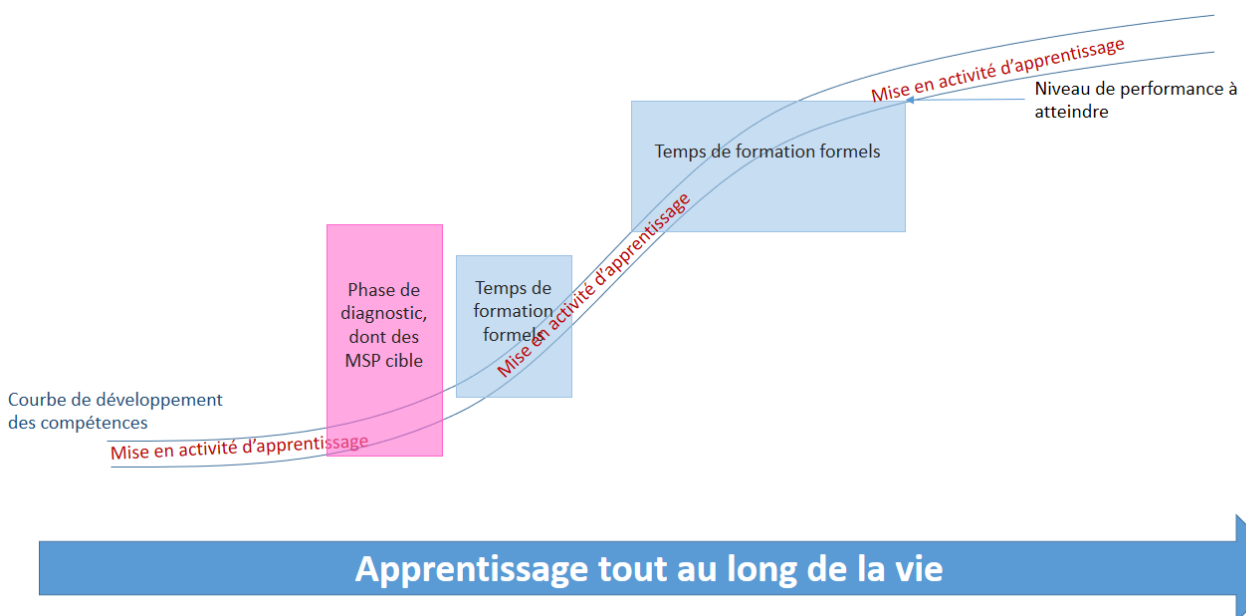 Mise en activité d'apprentissage
Niveau de performance à
atteindre
Temps de formation formels
Mise en activité d'apprentissage
Phase de
diagnostic,
dont des
MSP cible
Temps de
formation
formels
Courbe de développement
des compétences
Mise en activité d'apprentissage
Apprentissage tout au long de la vie